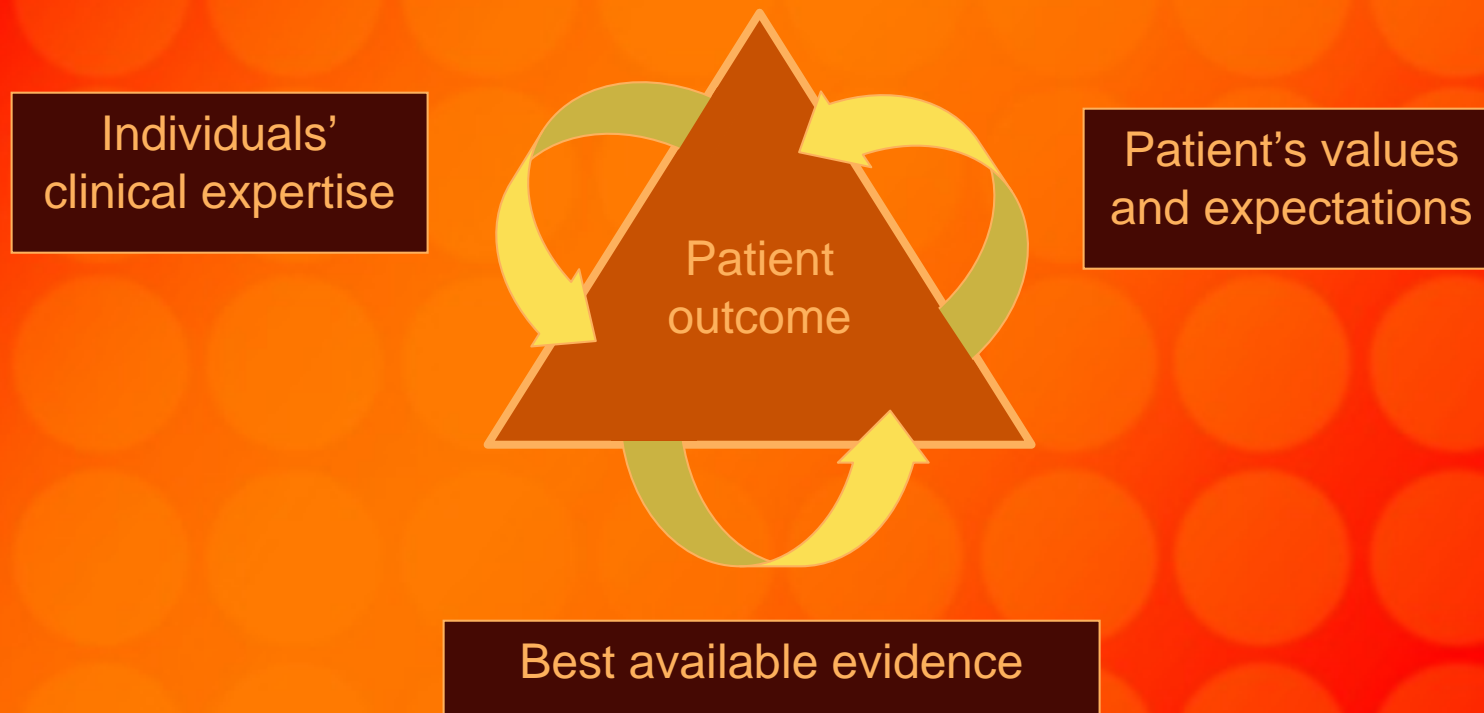 Individuals’
clinical expertise
Patient’s values
and expectations
Patient
outcome
Best available evidence